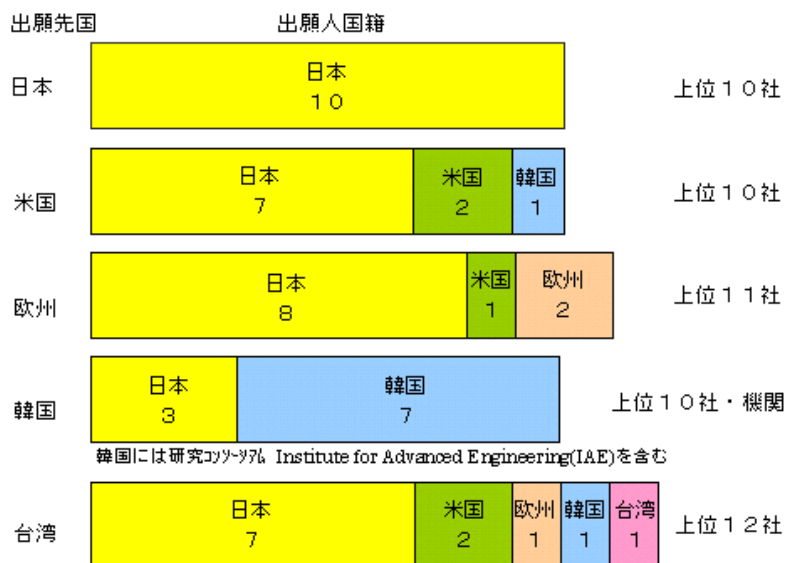 出願先国 出願人国籍
日本 日本 上位１０社
１０
米国 日本 米国 韓国 上位１０社
７ ２ １
欧州 日本 米国 欧州 上位１１社
８ １ ２
韓国 日本 韓国 上位１０社・機関
３ ７
韓国には研究ｺﾝｿｰｼｱﾑ Institute for Advanced Engineering(IAE)を含む
台湾 日本 米国 欧州 韓国 台湾 上位１２社
７ ２ １ １ １